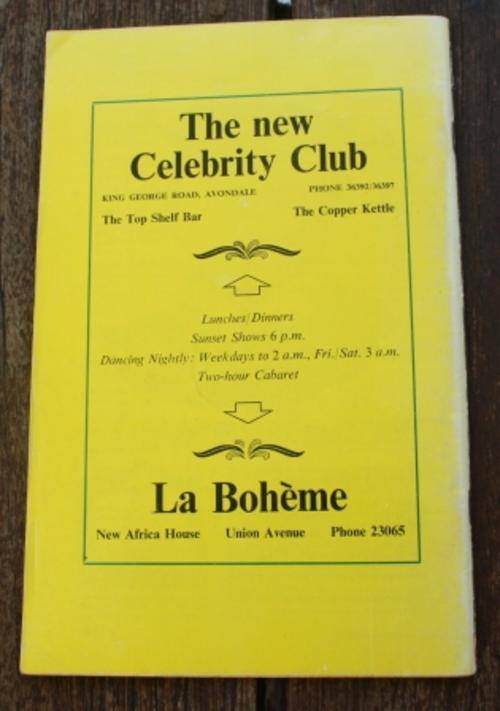 The new
Celebrity Club
KING GEORGE ROAD, AVONDALE PHONE 36392/36397
The Top Shelf Bar The Copper Kettle
Lunches/Dinners
Sunset Shows 6 p.m.
Dancing Nightly: Weekdays to 2 a.m., Fri./Sat. 3 a.m.
Two-hour Cabaret
La Bohème
New Africa House Union Avenue Phone 23065